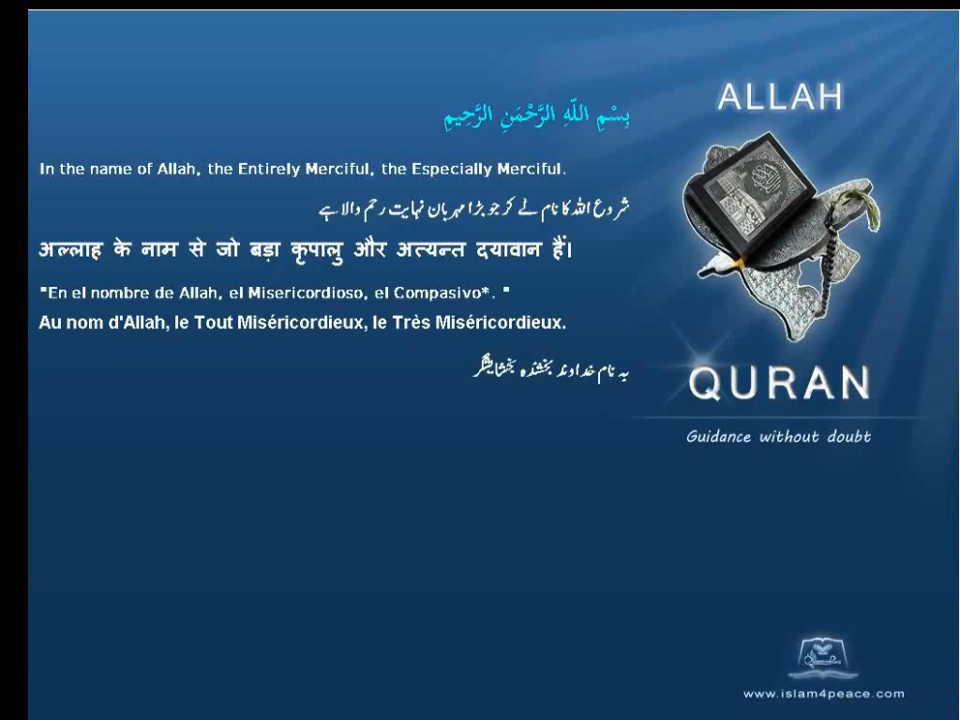 بِسْمِ اللَّهِ الرَّحْمَنِ الرَّحِيمِ
In the name of Allah, the Entirely Merciful, the Especially Merciful.
شروع الله کا نام لے کر جو بڑا مہربان نہایت رحم والا ہے
अल्लाह के नाम से जो बड़ा कृपालु और अत्यन्त दयावान हैं।
"En el nombre de Allah, el Misericordioso, el Compasivo*. "
Au nom d'Allah, le Tout Miséricordieux, le Très Miséricordieux.
به نام خداوند بخشنده بخشایشگر
ALLAH
QURAN
Guidance without doubt
www.islam4peace.com